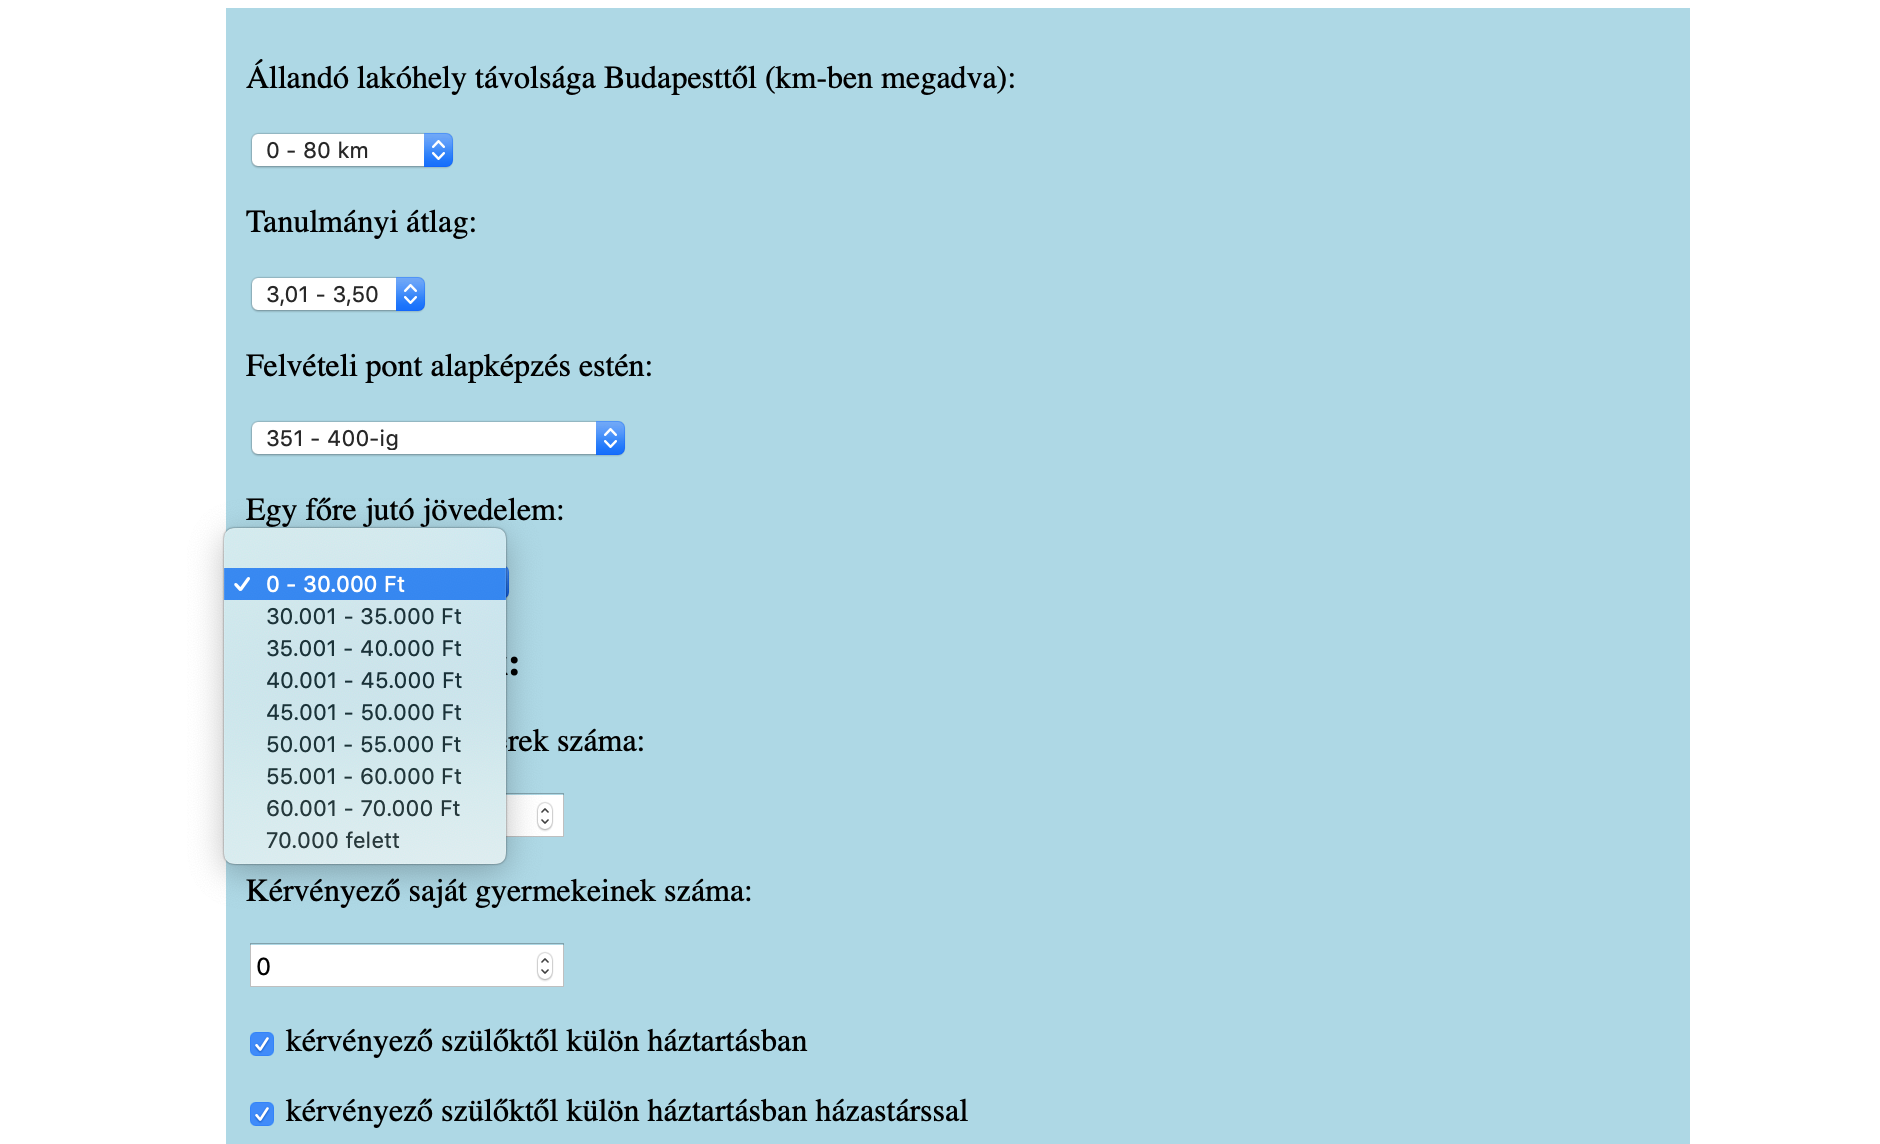 Állandó lakóhely távolsága Budapesttől (km-ben megadva):
0 - 80 km
Tanulmányi átlag:
3,01 - 3,50
Felvételi pont alapképzés estén:
351 - 400-ig
Egy főre jutó jövedelem:
✓ 0 - 30.000 Ft
30.001 - 35.000 Ft
35.001 - 40.000 Ft
40.001 - 45.000 Ft
45.001 - 50.000 Ft
50.001 - 55.000 Ft
55.001 - 60.000 Ft
60.001 - 70.000 Ft
70.000 felett
száma:
Kérvényező saját gyermekeinek száma:
0
kérvényező szülőktől külön háztartásban
kérvényező szülőktől külön háztartásban házastárssal